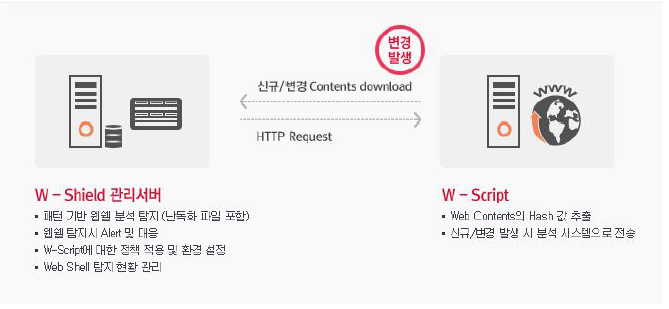 변경
발생
신규/변경 Contents download
HTTP Request
WWW
W - Shield 관리서버
▪ 패턴 기반 웹쉘 분석 탐지 (난독화 파일 포함)
▪ 웹쉘 탐지시 Alert 및 대응
▪ W-Script에 대한 정책 적용 및 환경 설정
▪ Web Shell 탐지 현황 관리
W - Script
▪ Web Contents의 Hash 값 추출
▪ 신규/변경 발생 시 분석 시스템으로 전송